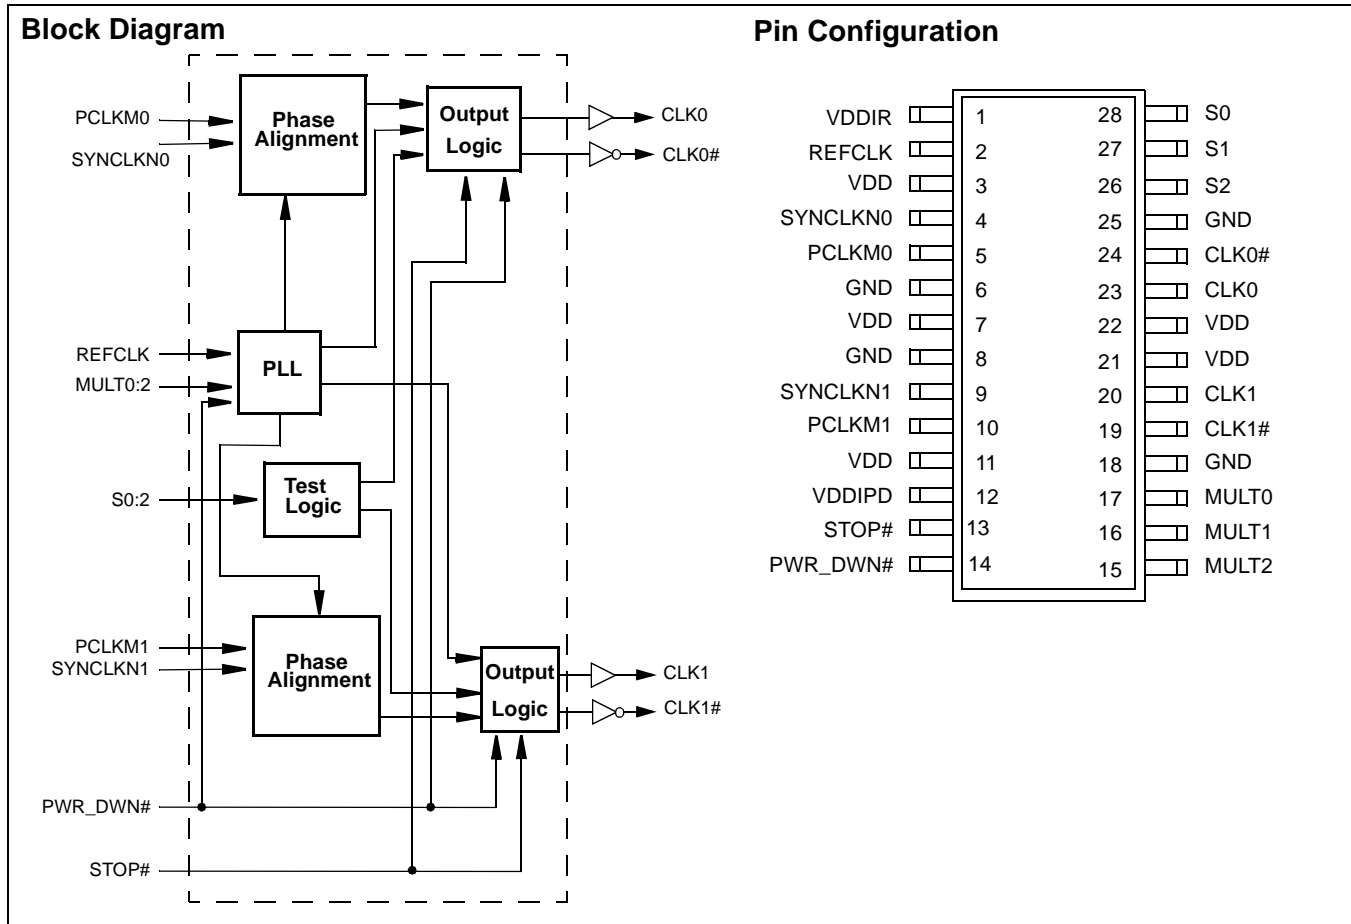 Block Diagram
PCLKM0
SYNCLKN0
Phase
Alignment
Output
Logic
CLK0
CLK0#
REFCLK
MULT0:2
PLL
S0:2
Test
Logic
PCLKM1
SYNCLKN1
Phase
Alignment
Output
Logic
CLK1
CLK1#
PWR_DWN#
STOP#
Pin Configuration
VDDIR 1 28 S0
REFCLK 2 27 S1
VDD 3 26 S2
SYNCLKN0 4 25 GND
PCLKM0 5 24 CLK0#
GND 6 23 CLK0
VDD 7 22 VDD
GND 8 21 VDD
SYNCLKN1 9 20 CLK1
PCLKM1 10 19 CLK1#
VDD 11 18 GND
VDDIPD 12 17 MULT0
STOP# 13 16 MULT1
PWR_DWN# 14 15 MULT2